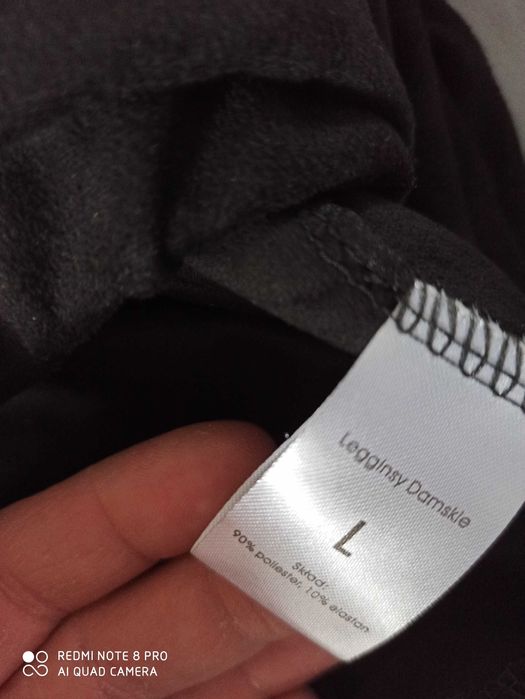 Legginsy Damskie
L
Skład:
90% poliester, 10% elastan
REDMI NOTE 8 PRO
AI QUAD CAMERA